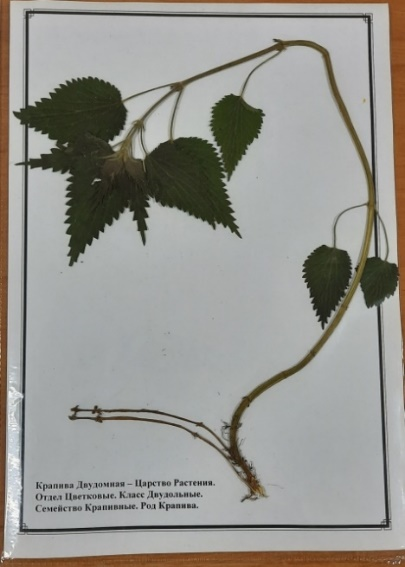 Крапива Двудомная – Царство Растения.
Отдел Цветковые. Класс Двудольные.
Семейство Крапивные. Род Крапива.